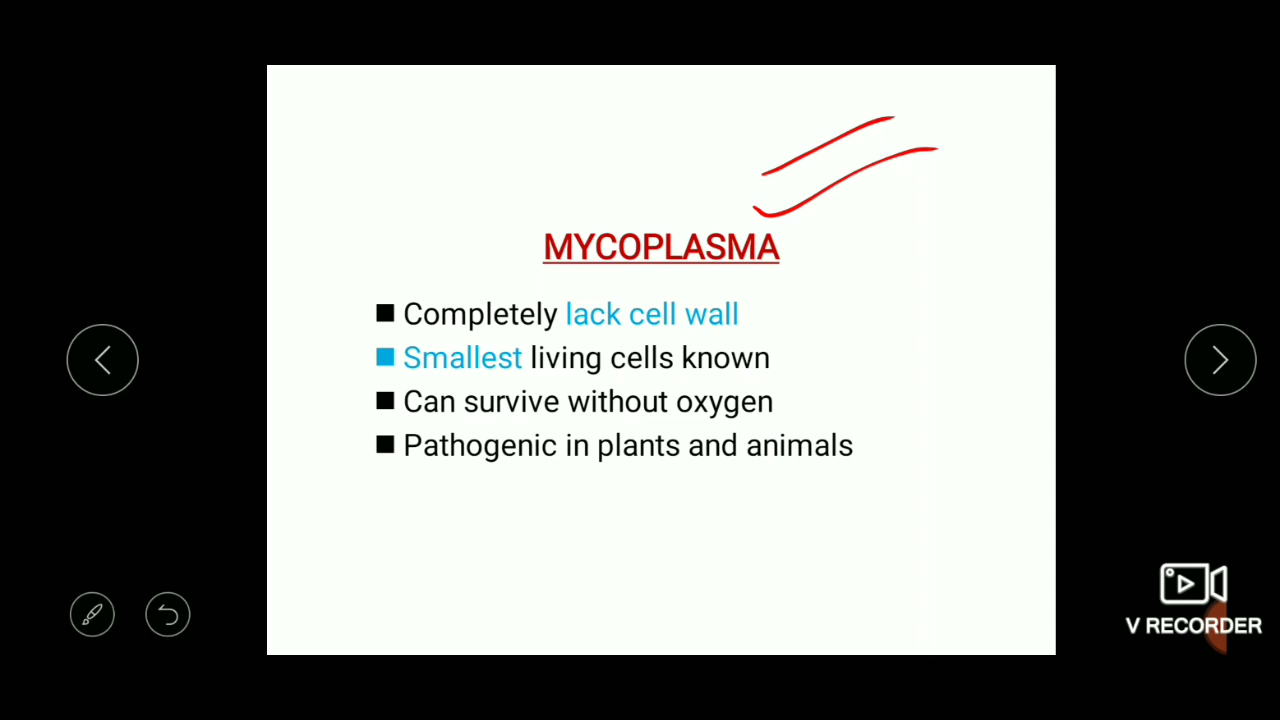 MYCOPLASMA
■ Completely lack cell wall
■ Smallest living cells known
■ Can survive without oxygen
■ Pathogenic in plants and animals
V RECORDER